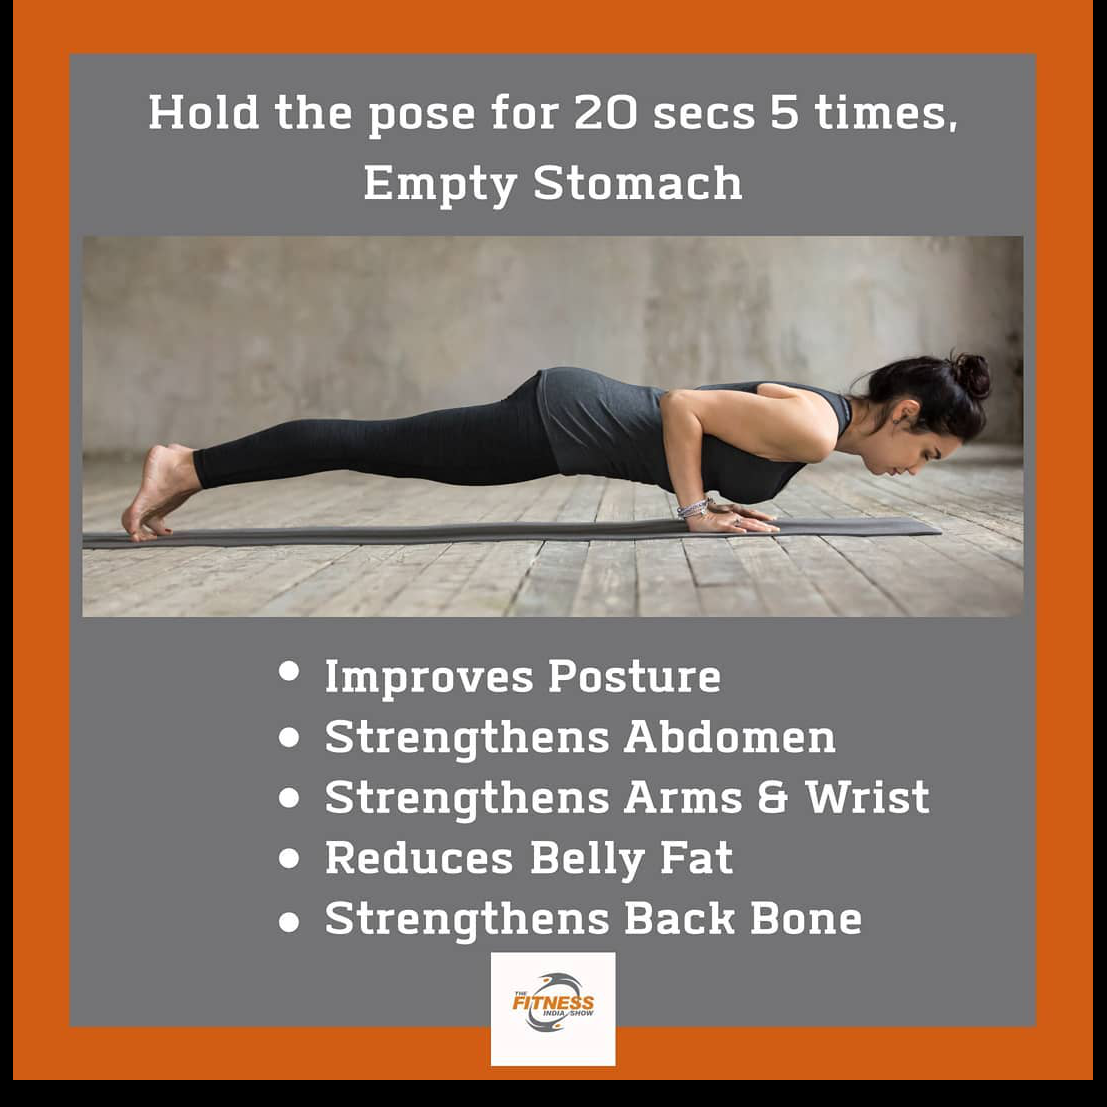 Hold the pose for 20 secs 5 times,
Empty Stomach
• Improves Posture
• Strengthens Abdomen
• Strengthens Arms & Wrist
• Reduces Belly Fat
• Strengthens Back Bone
THE
FITNESS
INDIA SHOW